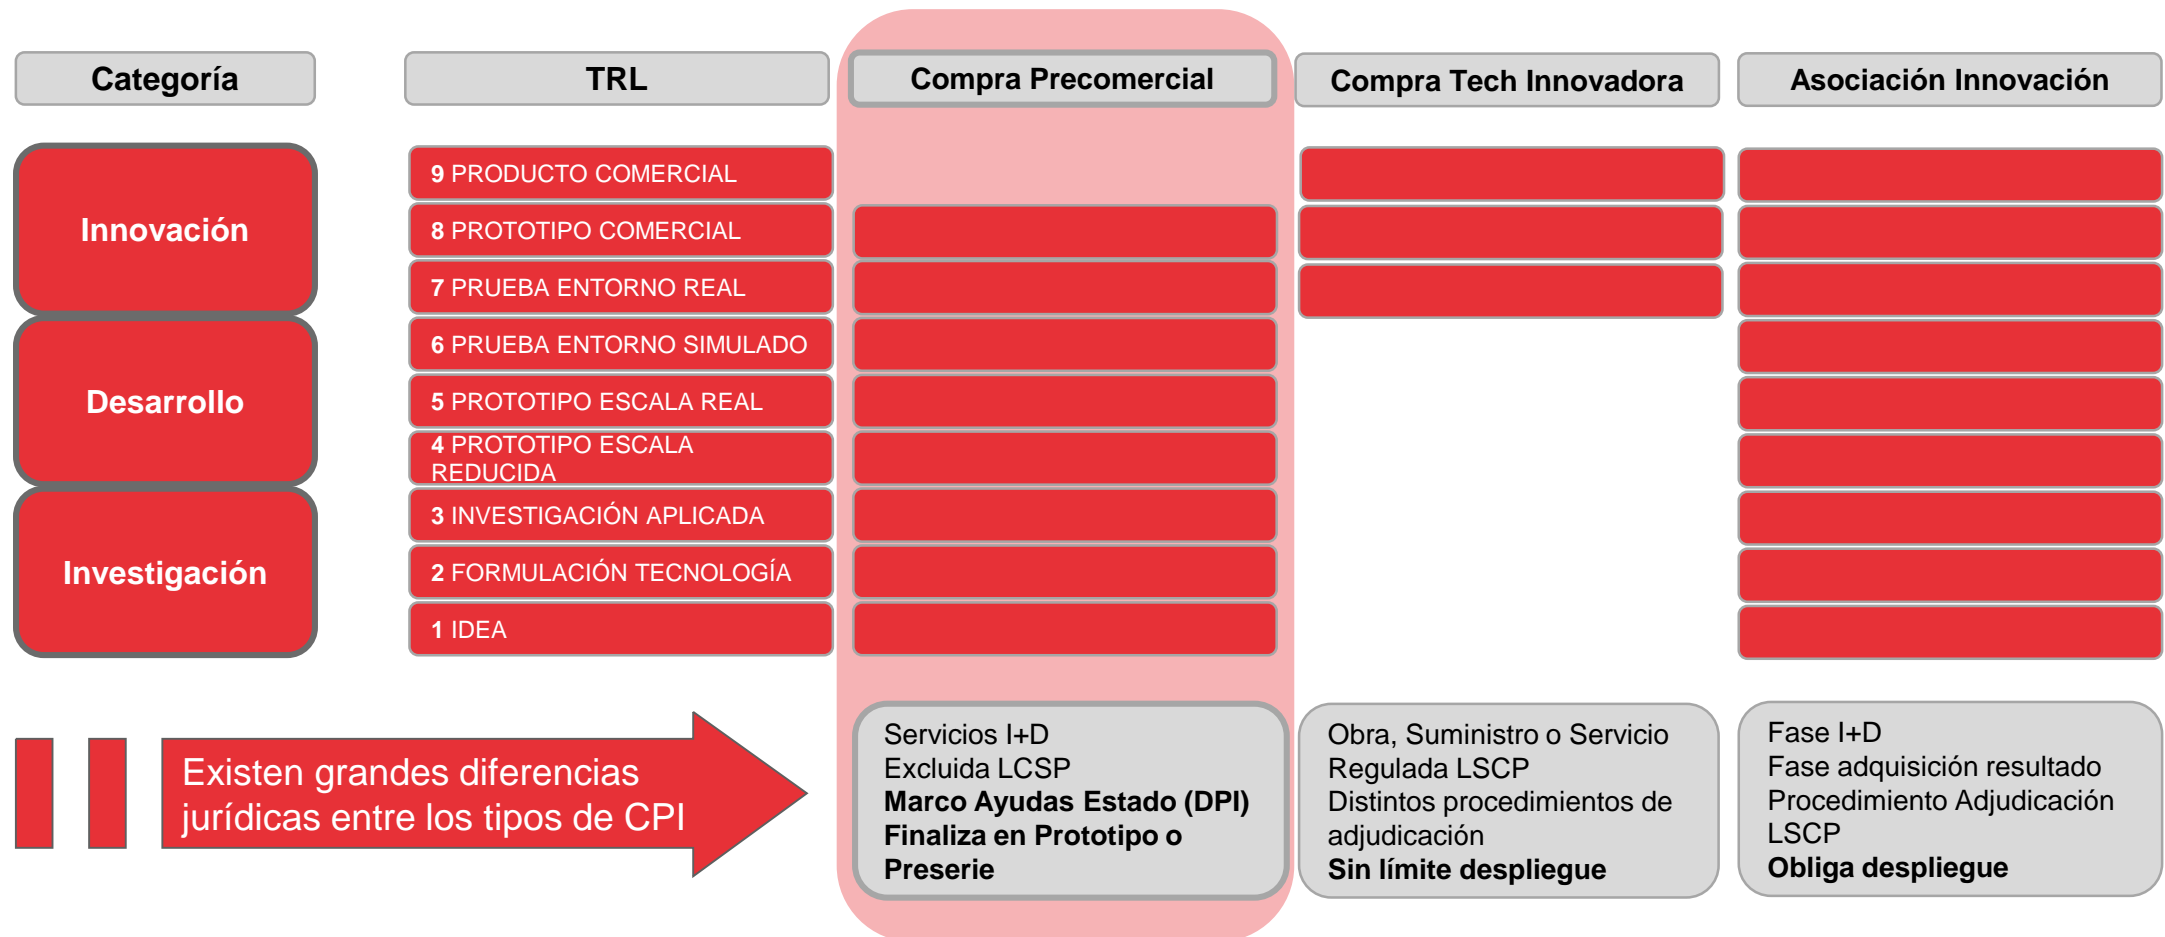 Categoría
TRL
Compra Precomercial
Compra Tech Innovadora
Asociación Innovación
Innovación
Desarrollo
Investigación
9 PRODUCTO COMERCIAL
8 PROTOTIPO COMERCIAL
7 PRUEBA ENTORNO REAL
6 PRUEBA ENTORNO SIMULADO
5 PROTOTIPO ESCALA REAL
4 PROTOTIPO ESCALA
REDUCIDA
3 INVESTIGACIÓN APLICADA
2 FORMULACIÓN TECNOLOGÍA
1 IDEA
Existen grandes diferencias
jurídicas entre los tipos de CPI
Servicios I+D
Excluida LCSP
Marco Ayudas Estado (DPI)
Finaliza en Prototipo o
Preserie
Obra, Suministro o Servicio
Regulada LSCP
Distintos procedimientos de
adjudicación
Sin límite despliegue
Fase I+D
Fase adquisición resultado
Procedimiento Adjudicación
LSCP
Obliga despliegue